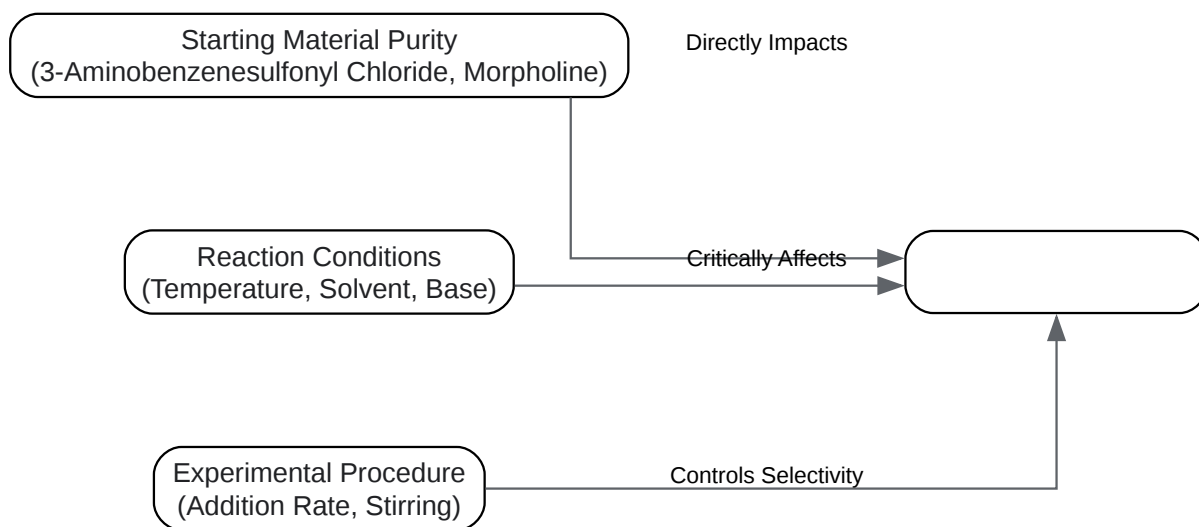 Starting Material Purity
(3-Aminobenzenesulfonyl Chloride, Morpholine)
Directly Impacts
Reaction Conditions
(Temperature, Solvent, Base)
Critically Affects
Experimental Procedure
(Addition Rate, Stirring)
Controls Selectivity